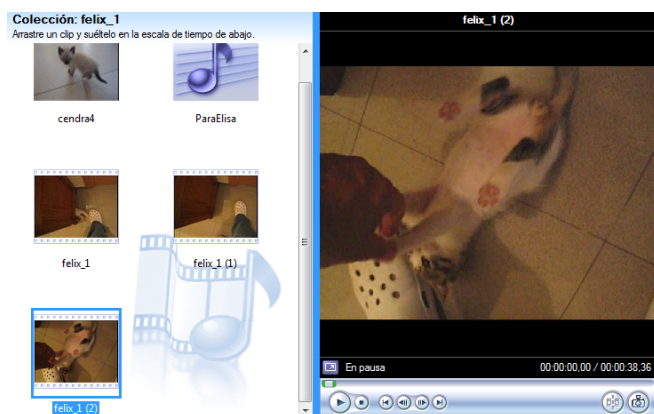 Colección: felix_1
Arrastre un clip y suéltelo en la escala de tiempo de abajo.
cendra4
ParaElisa
felix_1
felix_1 (1)
felix_1 (2)
felix_1 (2)
En pausa
00:00:00,00 / 00:00:38,36